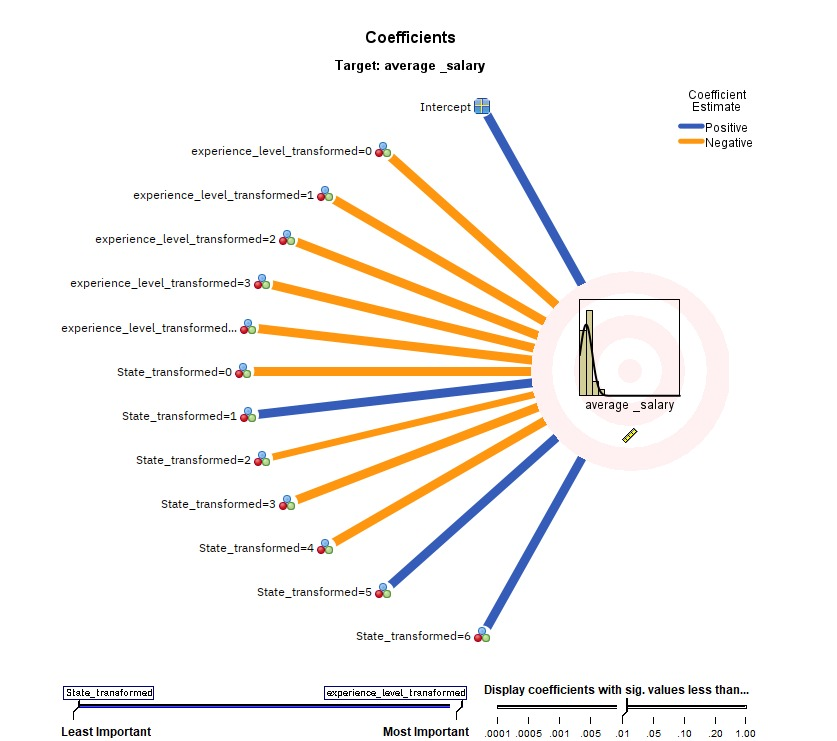 Coefficients
Target: average _salary
Coefficient
Estimate
Positive
Negative
Intercept
experience_level_transformed=0
experience_level_transformed=1
experience_level_transformed=2
experience_level_transformed=3
experience_level_transformed...
State_transformed=0
State_transformed=1
State_transformed=2
State_transformed=3
State_transformed=4
State_transformed=5
State_transformed=6
average _salary
State_transformed experience_level_transformed
Least Important Most Important
Display coefficients with sig. values less than...
.0001 .0005 .001 .005 .01 .05 .10 .20 1.00